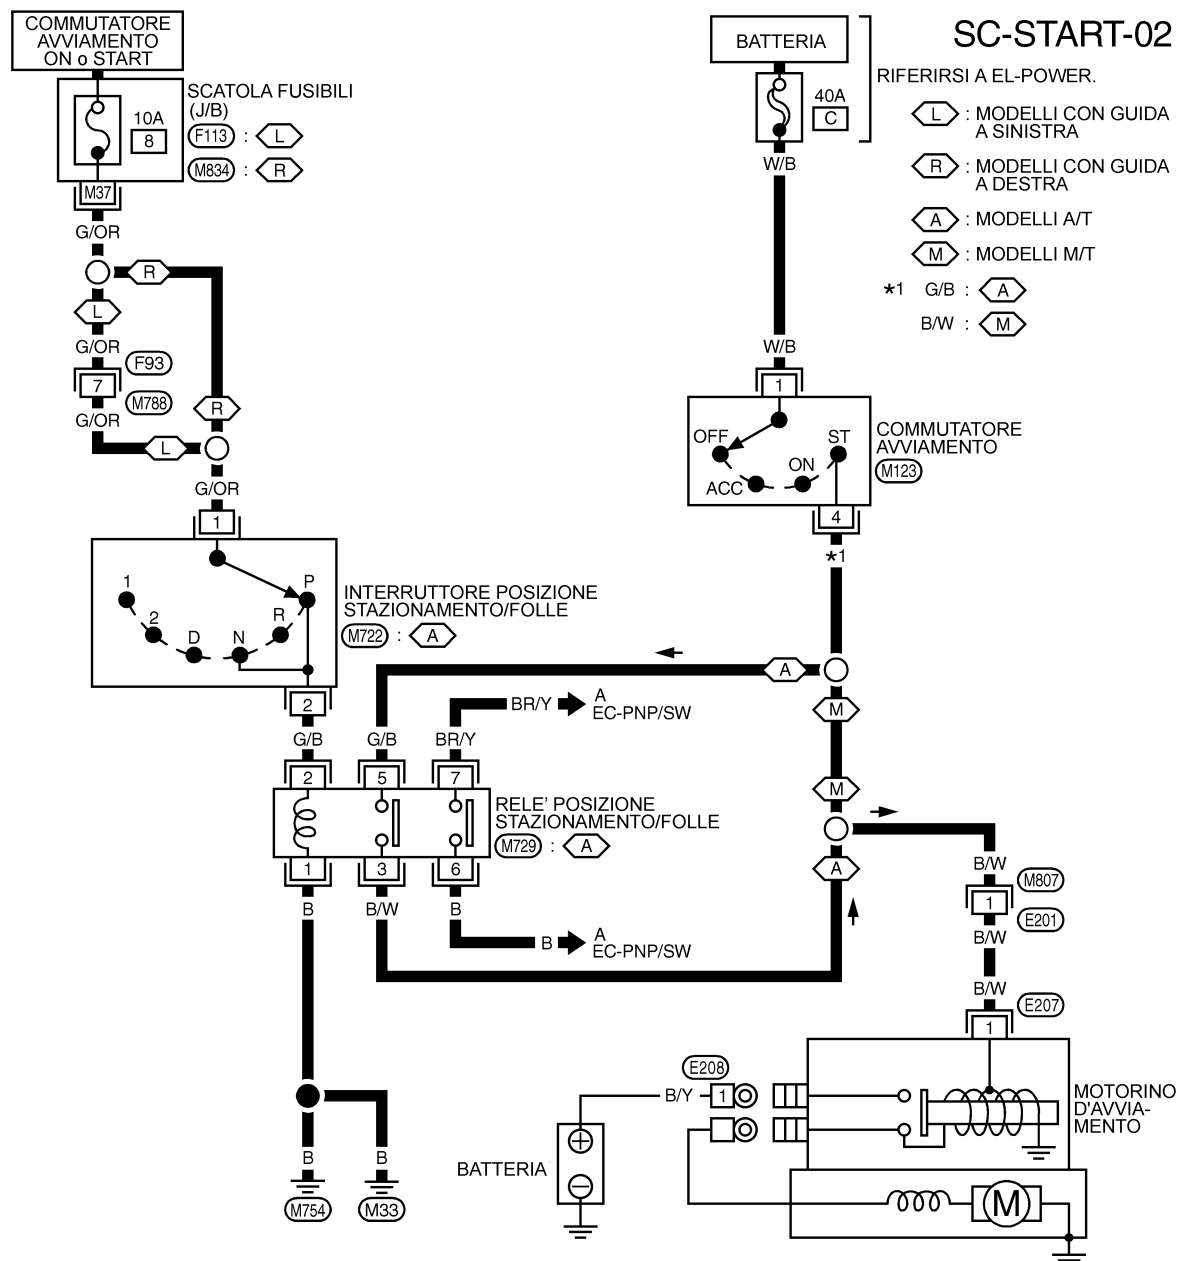 COMMUTATORE
AVVIAMENTO
ON o START
10A
8
SCATOLA FUSIBILI
(J/B)
F113 : L
M834 : R
M37
G/OR
R
L
G/OR
F93
7
M788
G/OR
R
L
G/OR
1
1
2
D
N
R
P
INTERRUTTORE POSIZIONE
STAZIONAMENTO/FOLLE
M722 : A
2
G/B
G/B
BR/Y
BR/Y
A
EC-PNP/SW
2
5
7
RELE' POSIZIONE
STAZIONAMENTO/FOLLE
M729 : A
1
3
6
B
B/W
B
B
A
EC-PNP/SW
B
B
M754
M33
BATTERIA
40A
C
W/B
W/B
1
OFF
ACC
ON
ST
COMMUTATORE
AVVIAMENTO
M123
4
*1
A
M
M
A
B/W
M807
1
E201
B/W
B/W
E207
1
E208
B/Y
1
BATTERIA
MOTORINO
D'AVVIA-
MENTO
M
SC-START-02
RIFERIRSI A EL-POWER.
L : MODELLI CON GUIDA
A SINISTRA
R : MODELLI CON GUIDA
A DESTRA
A : MODELLI A/T
M : MODELLI M/T
*1 G/B : A
B/W : M